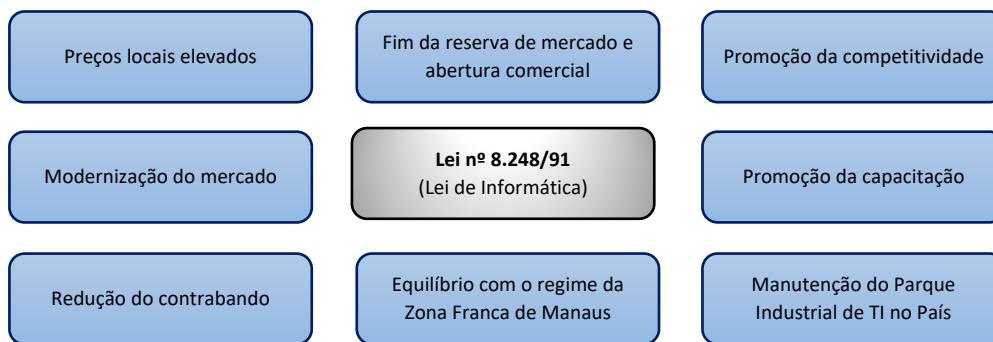 Preços locais elevados
Fim da reserva de mercado e
abertura comercial
Promoção da competitividade
Modernização do mercado
Lei nº 8.248/91
(Lei de Informática)
Promoção da capacitação
Redução do contrabando
Equilíbrio com o regime da
Zona Franca de Manaus
Manutenção do Parque
Industrial de TI no País